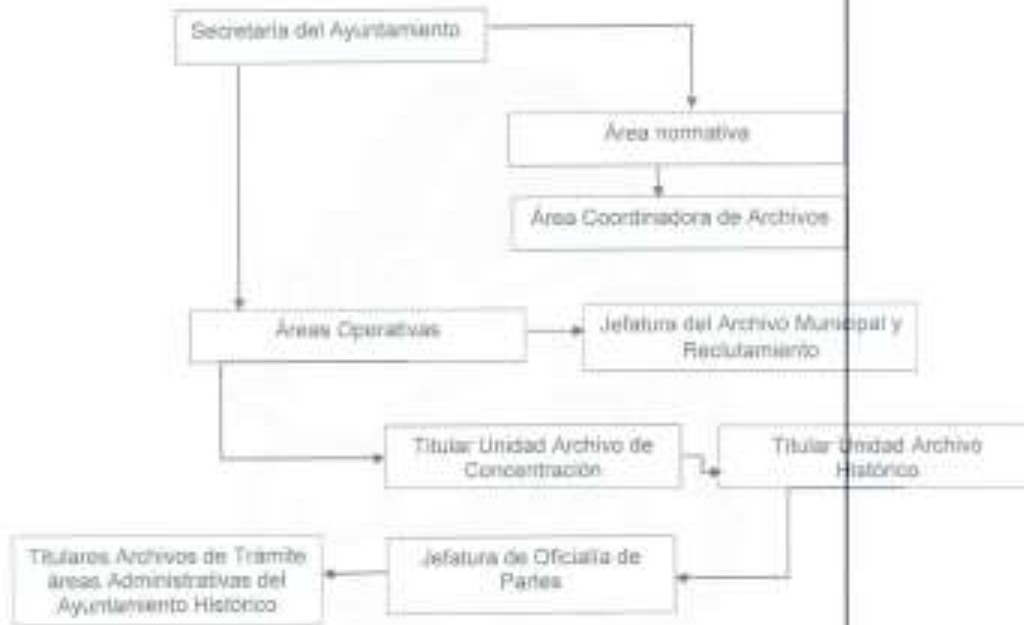 Secretaría del Ayuntamiento
Área normativa
Área Coordinadora de Archivos
Áreas Operativas
Jefatura del Archivo Municipal y
Reclutamiento
Titular Unidad Archivo de
Concentración
Titular Unidad Archivo
Histórico
Titulares Archivos de Trámite
áreas Administrativas del
Ayuntamiento Histórico
Jefatura de Oficialía de
Partes